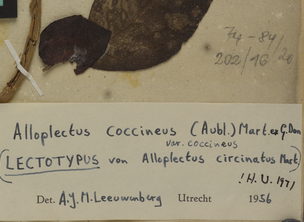 74-84/
202/16/20
Alloplectus coccineus (Aubl.) Mart. ex G. Don
var. coccineus
(LECTOTYPUS von Alloplectus circinatus Mart.)
! H. U. 1971
Det. A.J.M. Leeuwenberg Utrecht 1956